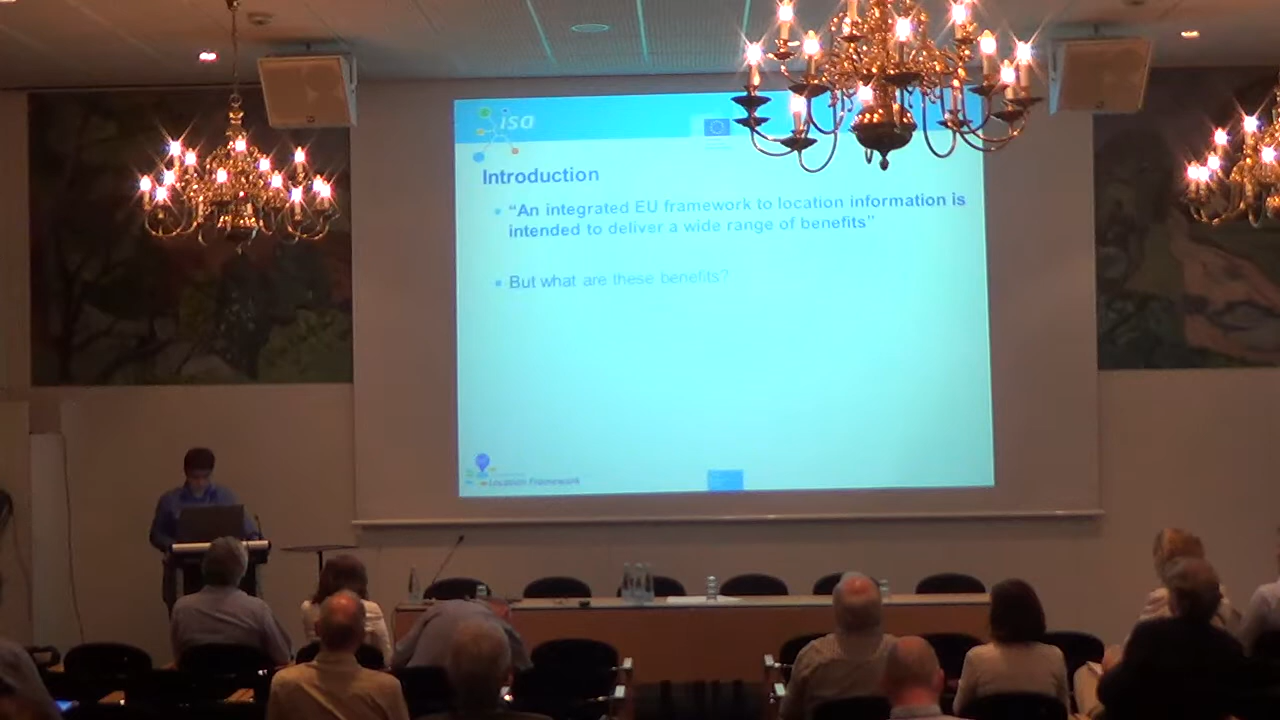 isa
Introduction
“An integrated EU framework to location information is
intended to deliver a wide range of benefits”
But what are these benefits?
Location Framework